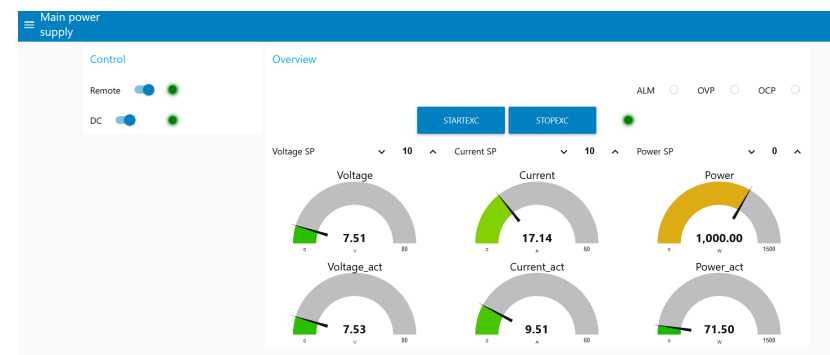 Main power
supply
Control
Overview
Remote
ALM OVP OCP
DC
STARTEXC STOPEXC
Voltage SP 10 Current SP 10 Power SP 0
Voltage Current Power
7.51 17.14 1,000.00
0 V 80 0 A 60 0 W 1500
Voltage_act Current_act Power_act
7.53 9.51 71.50
0 V 80 0 A 60 0 W 1500